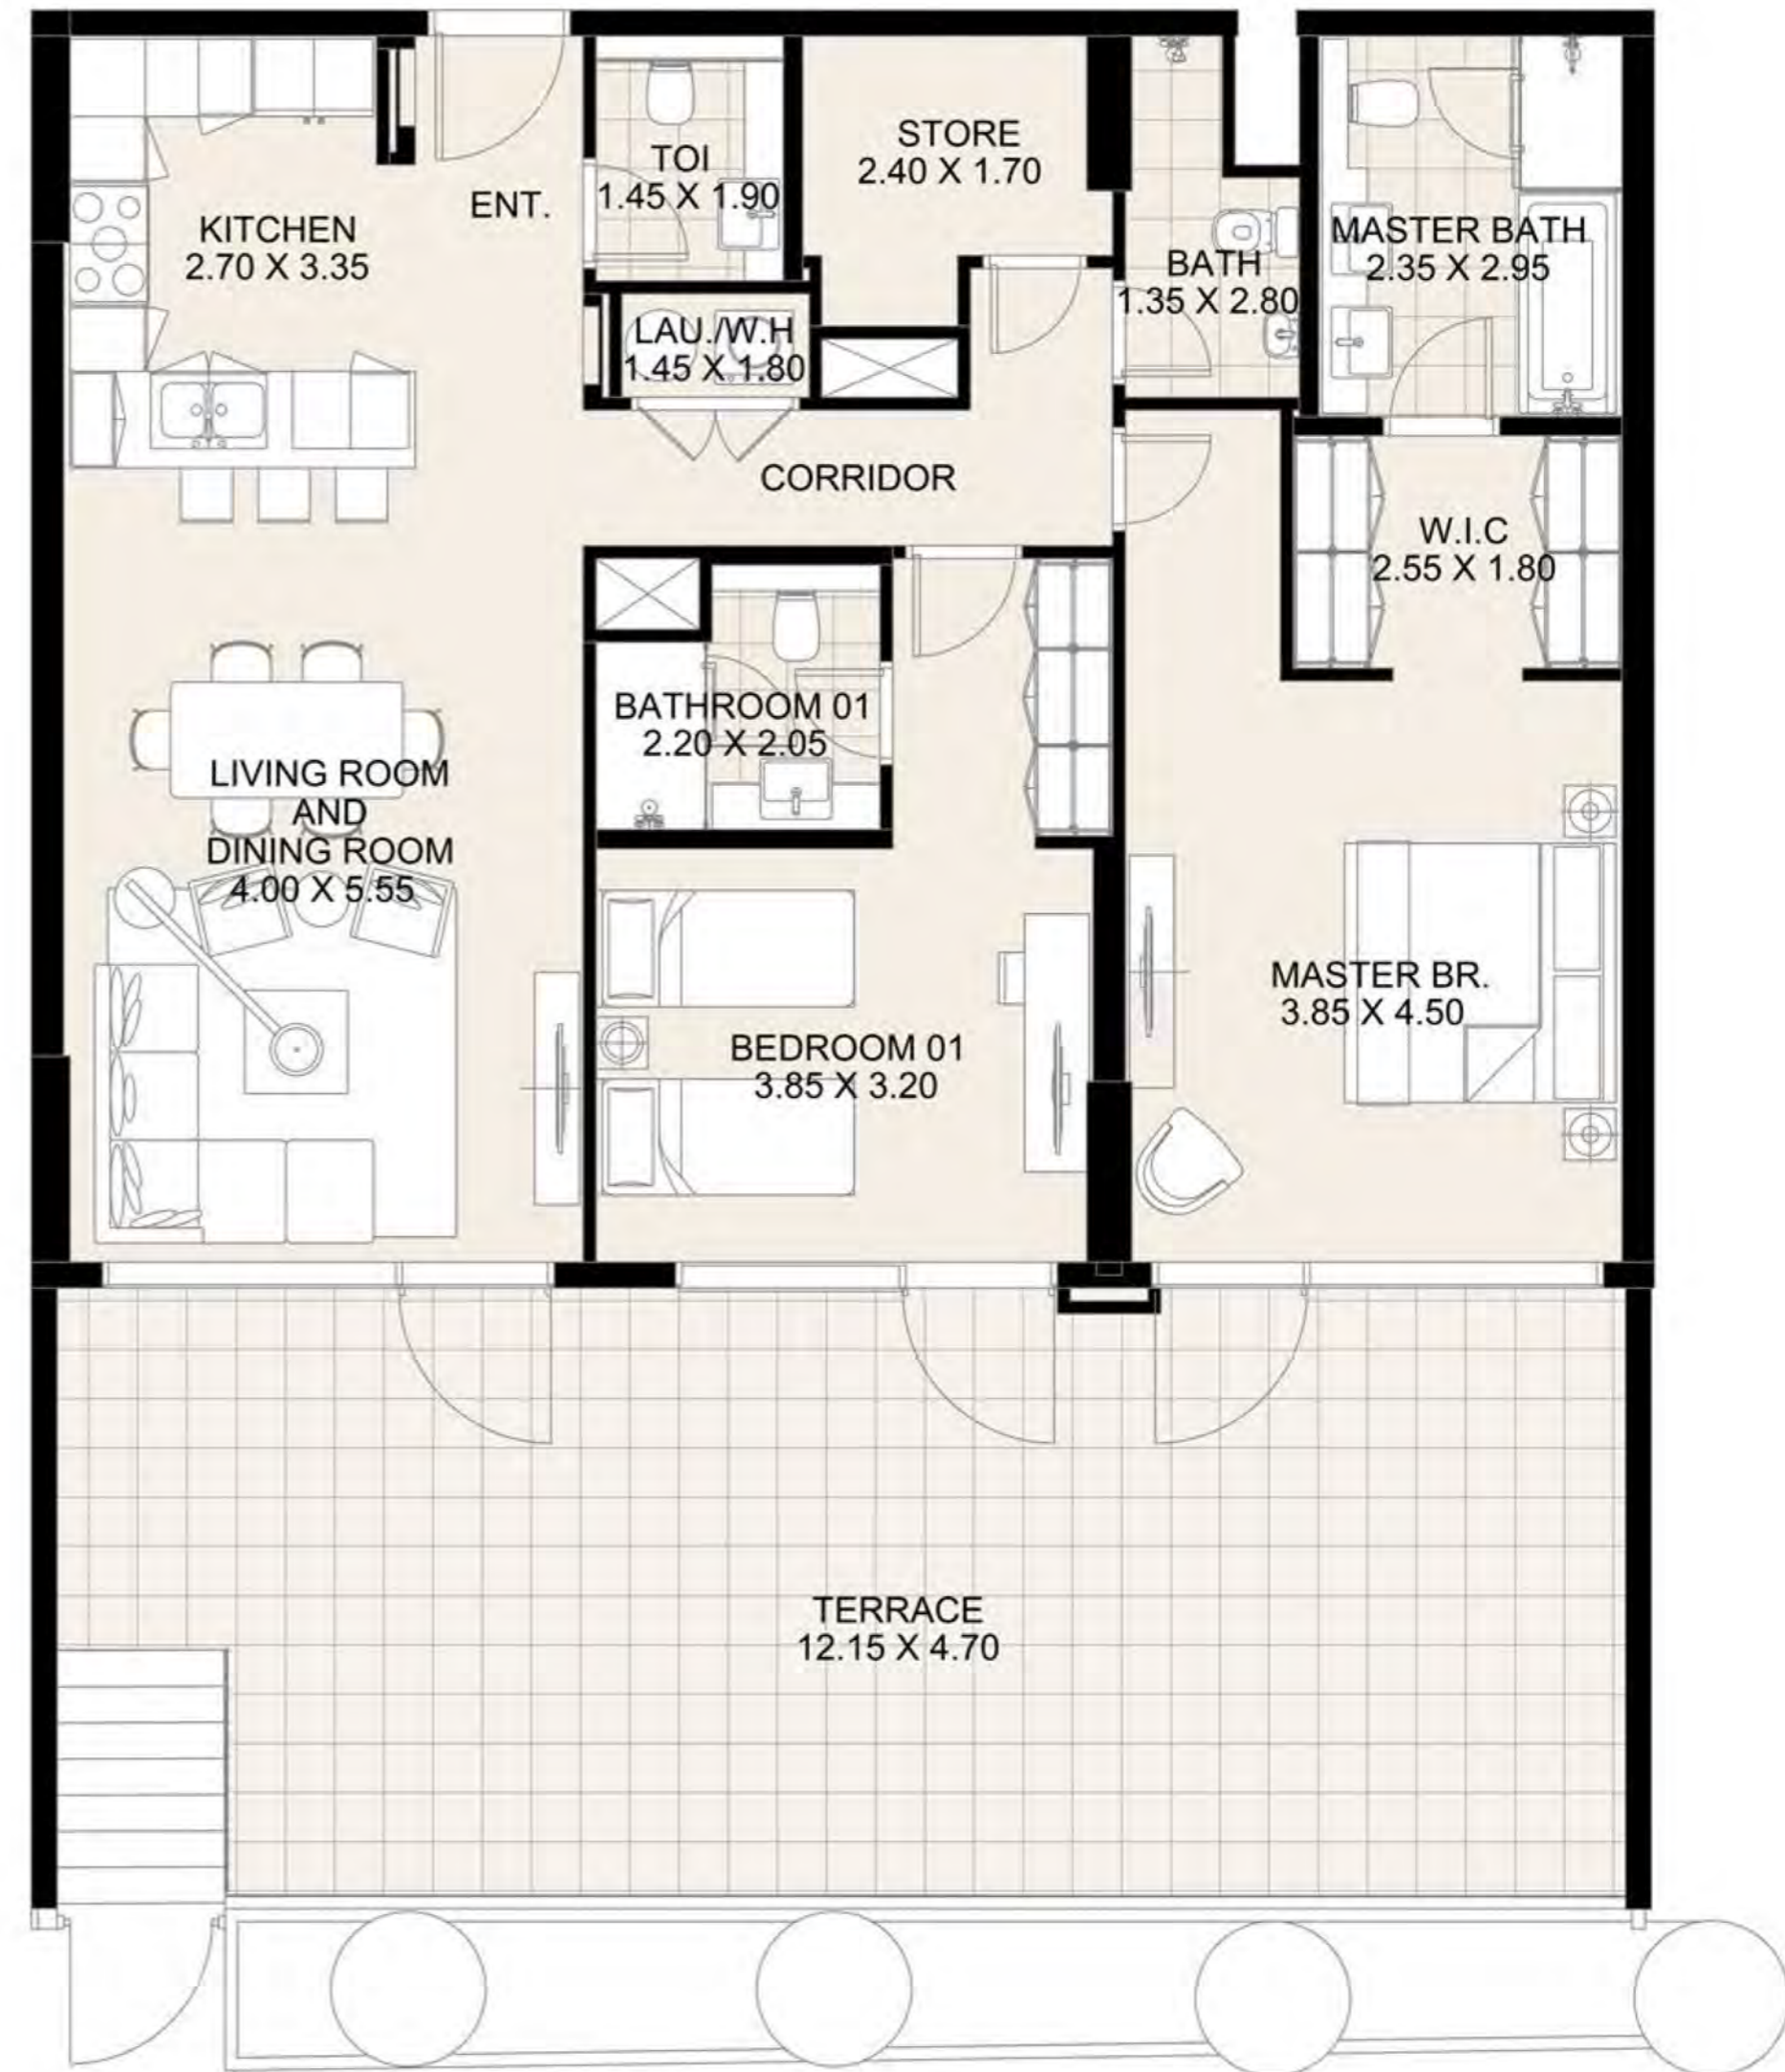 STORE
2.40 X 1.70
TOI
1.45 X 1.90
ENT.
KITCHEN
2.70 X 3.35
MASTER BATH
2.35 X 2.95
BATH
1.35 X 2.80
LAU./W.H
1.45 X 1.80
CORRIDOR
W.I.C
2.55 X 1.80
BATHROOM 01
2.20 X 2.05
LIVING ROOM
AND
DINING ROOM
4.00 X 5.55
MASTER BR.
3.85 X 4.50
BEDROOM 01
3.85 X 3.20
TERRACE
12.15 X 4.70